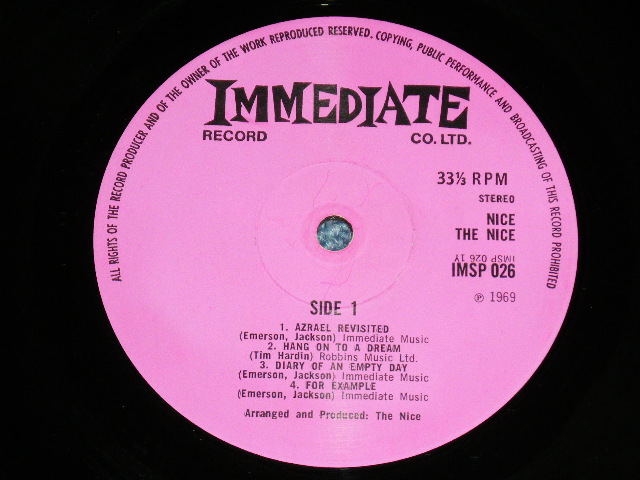 ALL RIGHTS OF THE RECORD PRODUCER AND OF THE OWNER OF THE WORK REPRODUCED RESERVED. COPYING, PUBLIC PERFORMANCE AND BROADCASTING OF THIS RECORD PROHIBITED
IMMEDIATE
RECORD CO. LTD.
33⅓ RPM
STEREO
NICE
THE NICE
IMSP 026 1Y
IMSP 026
℗ 1969
SIDE 1
1. AZRAEL REVISITED
(Emerson, Jackson) Immediate Music
2. HANG ON TO A DREAM
(Tim Hardin) Robbins Music Ltd.
3. DIARY OF AN EMPTY DAY
(Emerson, Jackson) Immediate Music
4. FOR EXAMPLE
(Emerson, Jackson) Immediate Music
Arranged and Produced: The Nice